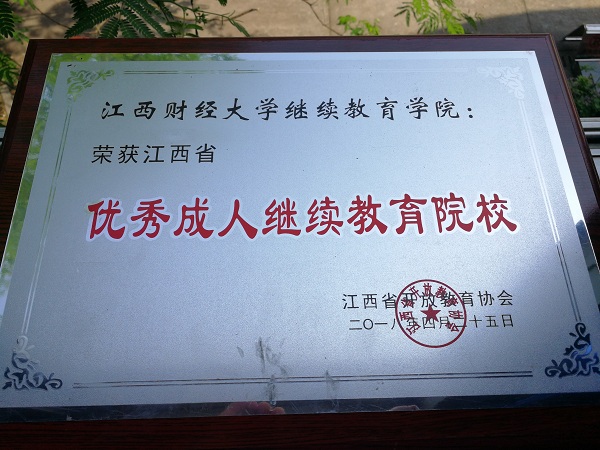 江西财经大学继续教育学院：
荣获江西省
优秀成人继续教育院校
江西省开放教育协会
二〇一八年四月二十五日